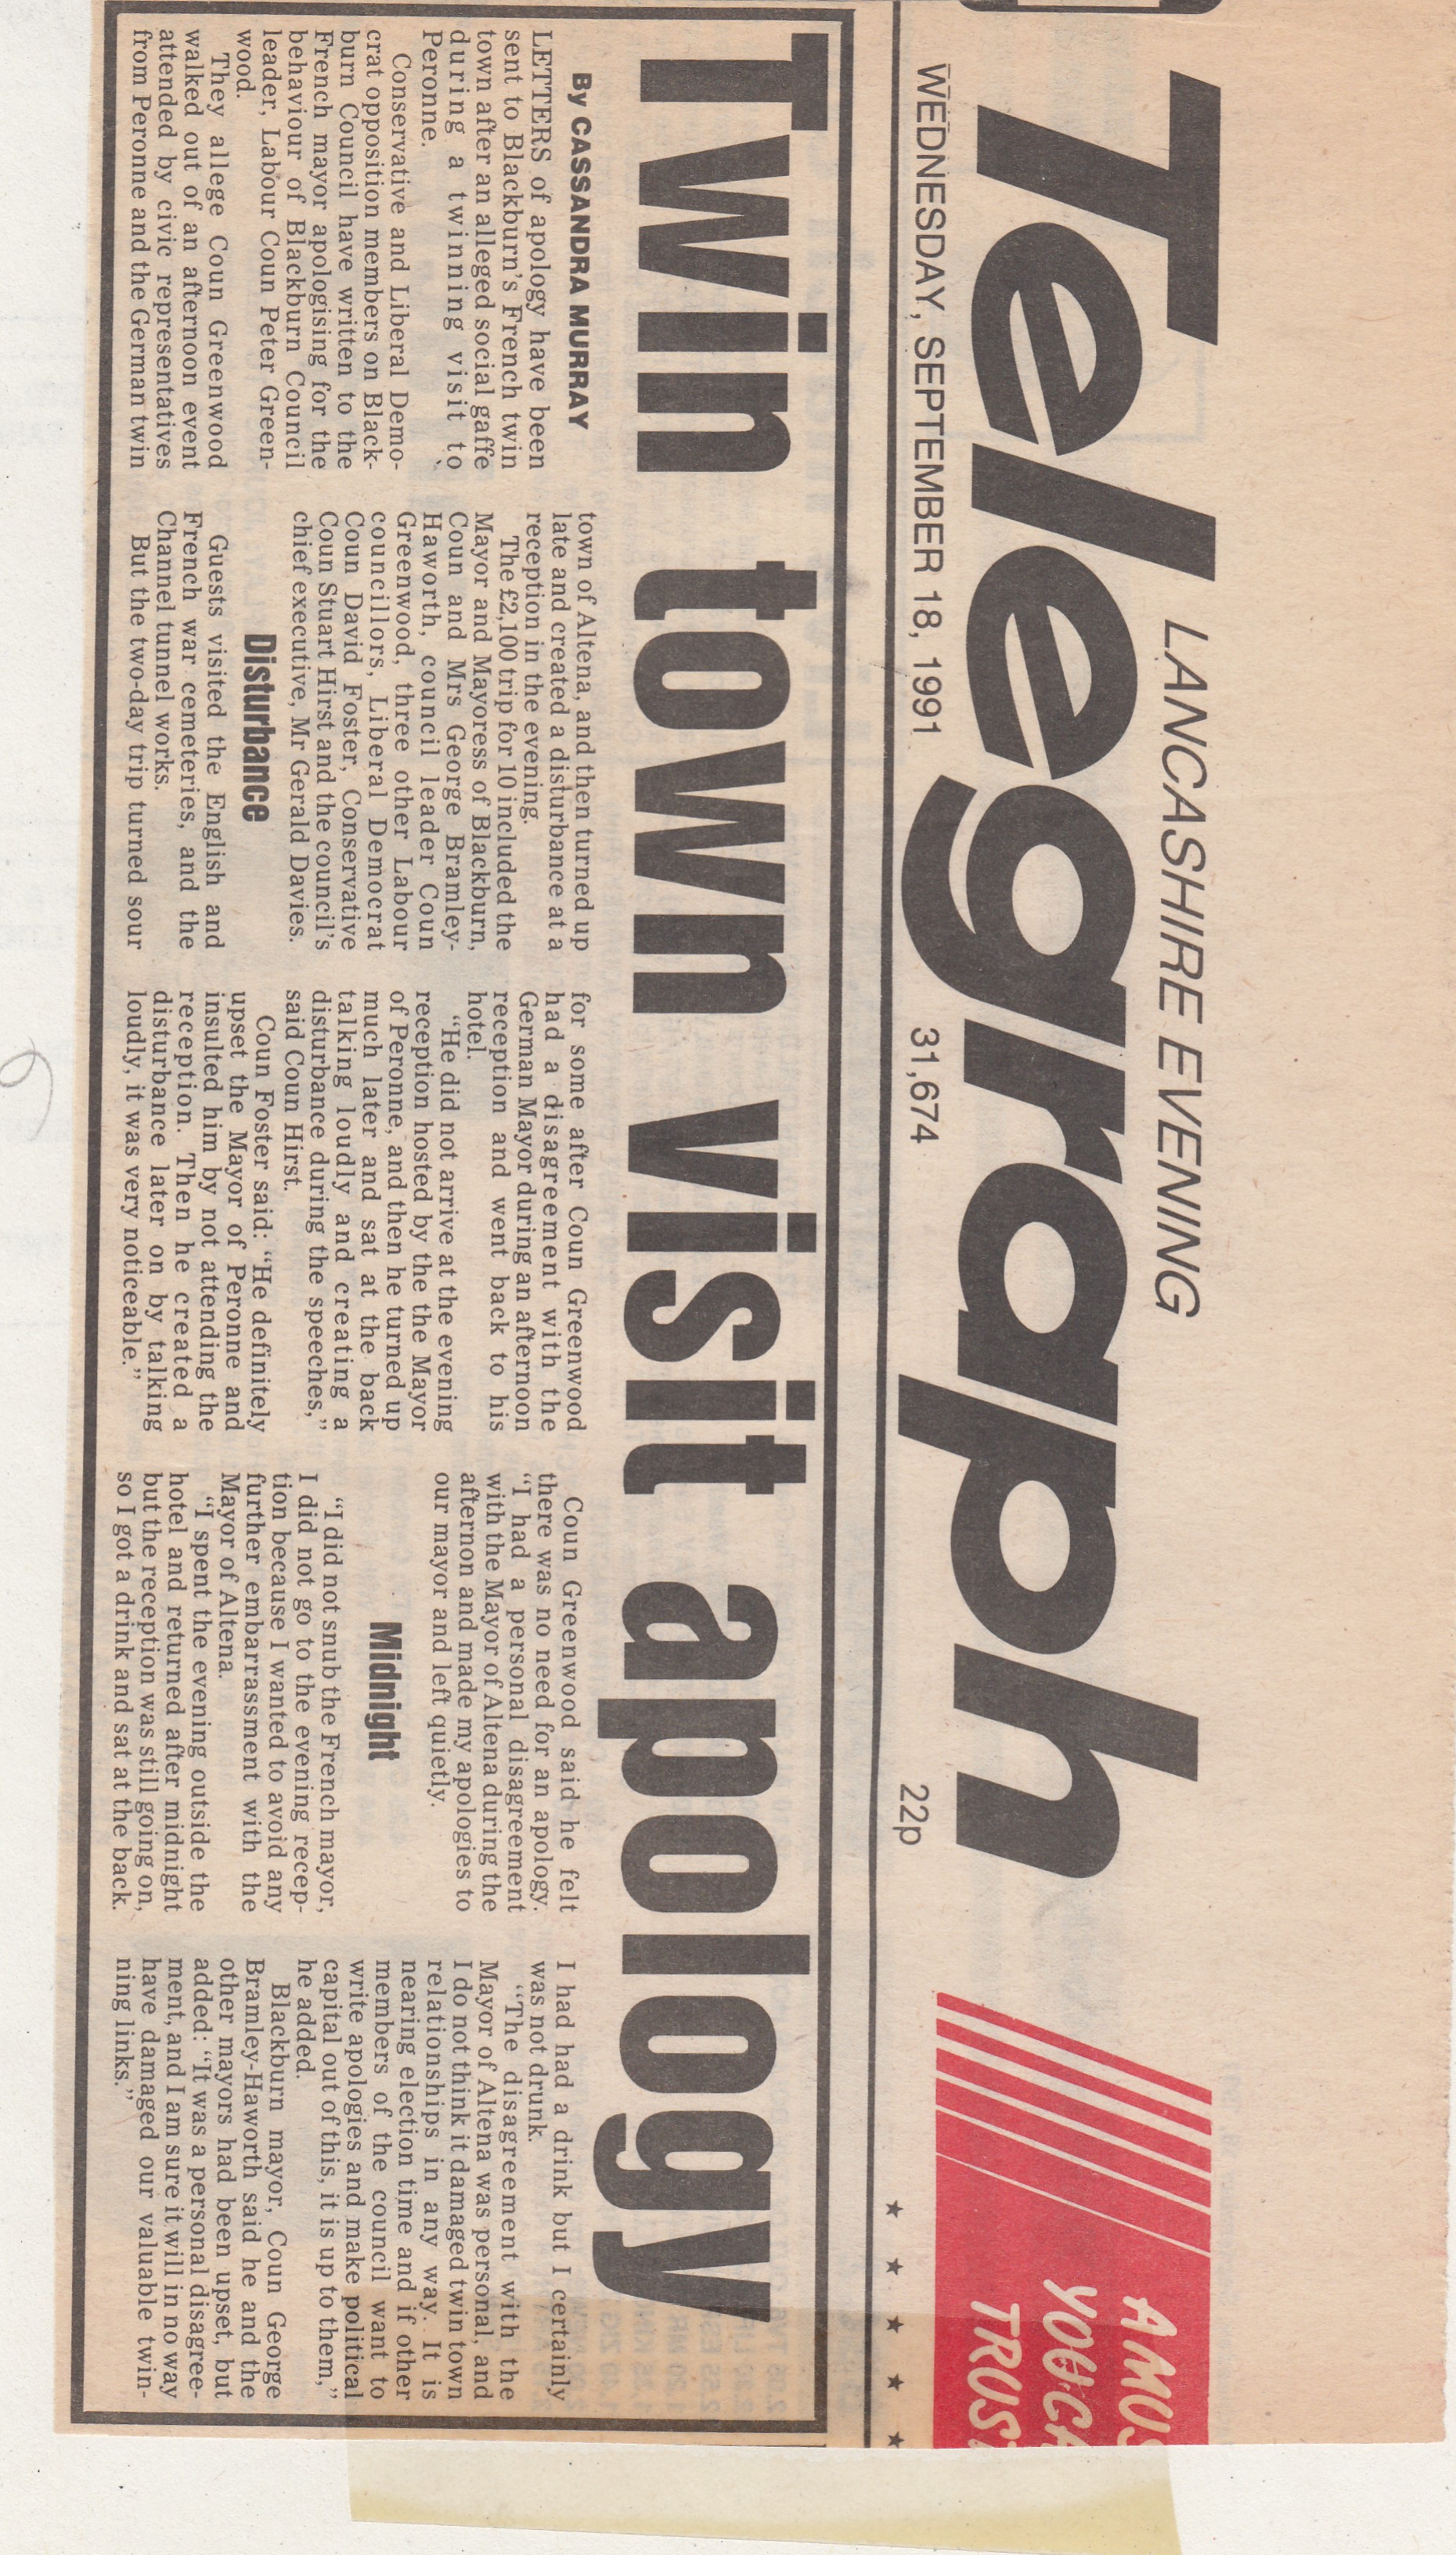 LANCASHIRE EVENING
Telegraph
WEDNESDAY, SEPTEMBER 18, 1991
31,674
22p
★ ★ ★ ★ ★
Twin town visit apology
By CASSANDRA MURRAY
LETTERS of apology have been
sent to Blackburn's French twin
town after an alleged social gaffe
during a twinning visit to
Peronne.
Conservative and Liberal Demo-
crat opposition members on Black-
burn Council have written to the
French mayor apologising for the
behaviour of Blackburn Council
leader, Labour Coun Peter Green-
wood.
They allege Coun Greenwood
walked out of an afternoon event
attended by civic representatives
from Peronne and the German twin
town of Altena, and then turned up
late and created a disturbance at a
reception in the evening.
The £2,100 trip for 10 included the
Mayor and Mayoress of Blackburn,
Coun and Mrs George Bramley-
Haworth, council leader Coun
Greenwood, three other Labour
councillors, Liberal Democrat
Coun David Foster, Conservative
Coun Stuart Hirst and the council's
chief executive, Mr Gerald Davies.
Disturbance
Guests visited the English and
French war cemeteries, and the
Channel tunnel works.
But the two-day trip turned sour
for some after Coun Greenwood
had a disagreement with the
German Mayor during an afternoon
reception and went back to his
hotel.
"He did not arrive at the evening
reception hosted by the the Mayor
of Peronne, and then he turned up
much later and sat at the back
talking loudly and creating a
disturbance during the speeches,"
said Coun Hirst.
Coun Foster said: "He definitely
upset the Mayor of Peronne and
insulted him by not attending the
reception. Then he created a
disturbance later on by talking
loudly, it was very noticeable."
Coun Greenwood said he felt
there was no need for an apology.
"I had a personal disagreement
with the Mayor of Altena during the
afternoon and made my apologies to
our mayor and left quietly.
Midnight
"I did not snub the French mayor,
I did not go to the evening recep-
tion because I wanted to avoid any
further embarrassment with the
Mayor of Altena.
"I spent the evening outside the
hotel and returned after midnight
but the reception was still going on,
so I got a drink and sat at the back.
I had had a drink but I certainly
was not drunk.
"The disagreement with the
Mayor of Altena was personal, and
I do not think it damaged twin town
relationships in any way. It is
nearing election time and if other
members of the council want to
write apologies and make political
capital out of this, it is up to them,"
he added.
Blackburn mayor, Coun George
Bramley-Haworth said he and the
other mayors had been upset, but
added: "It was a personal disagree-
ment, and I am sure it will in no way
have damaged our valuable twin-
ning links."